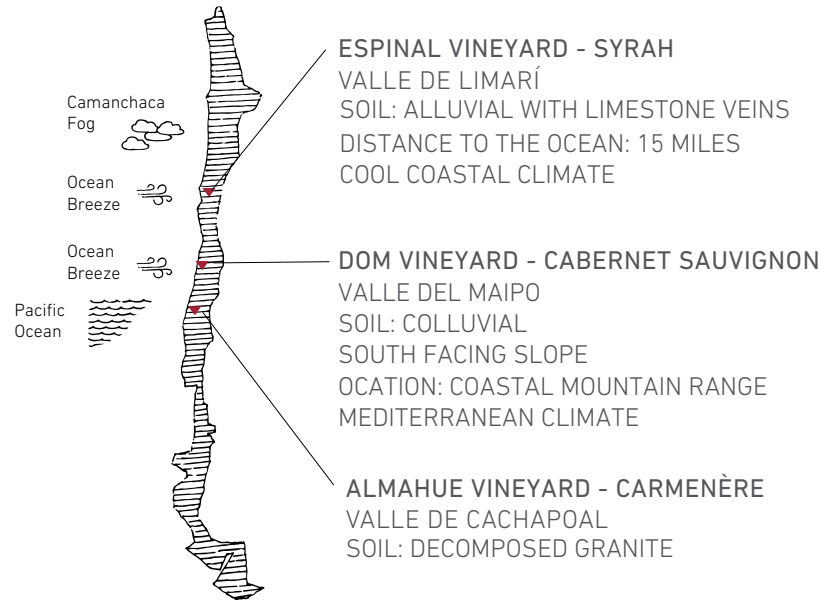 Camanchaca
Fog
Ocean
Breeze
Ocean
Breeze
Pacific
Ocean
ESPINAL VINEYARD - SYRAH
VALLE DE LIMARÍ
SOIL: ALLUVIAL WITH LIMESTONE VEINS
DISTANCE TO THE OCEAN: 15 MILES
COOL COASTAL CLIMATE
DOM VINEYARD - CABERNET SAUVIGNON
VALLE DEL MAIPO
SOIL: COLLUVIAL
SOUTH FACING SLOPE
OCATION: COASTAL MOUNTAIN RANGE
MEDITERRANEAN CLIMATE
ALMAHUE VINEYARD - CARMENÈRE
VALLE DE CACHAPOAL
SOIL: DECOMPOSED GRANITE